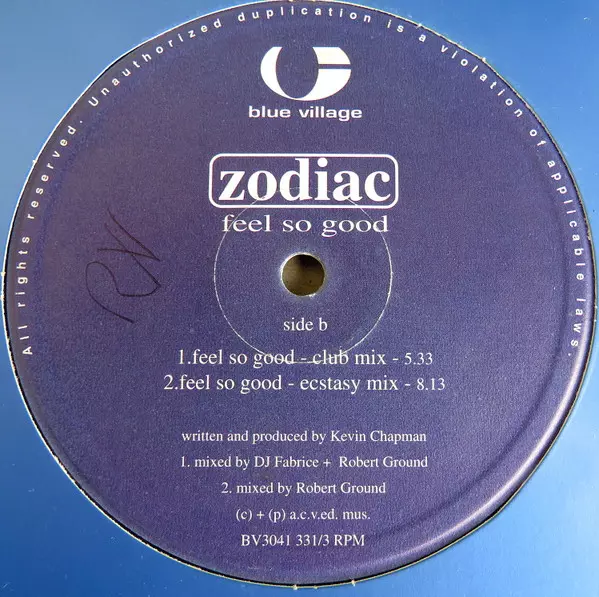 All rights reserved. Unauthorized duplication is a violation of applicable laws.
blue village
zodiac
feel so good
side b
1.feel so good - club mix - 5.33
2.feel so good - ecstasy mix - 8.13
written and produced by Kevin Chapman
1. mixed by DJ Fabrice + Robert Ground
2. mixed by Robert Ground
(c) + (p) a.c.v.ed. mus.
BV3041 331/3 RPM